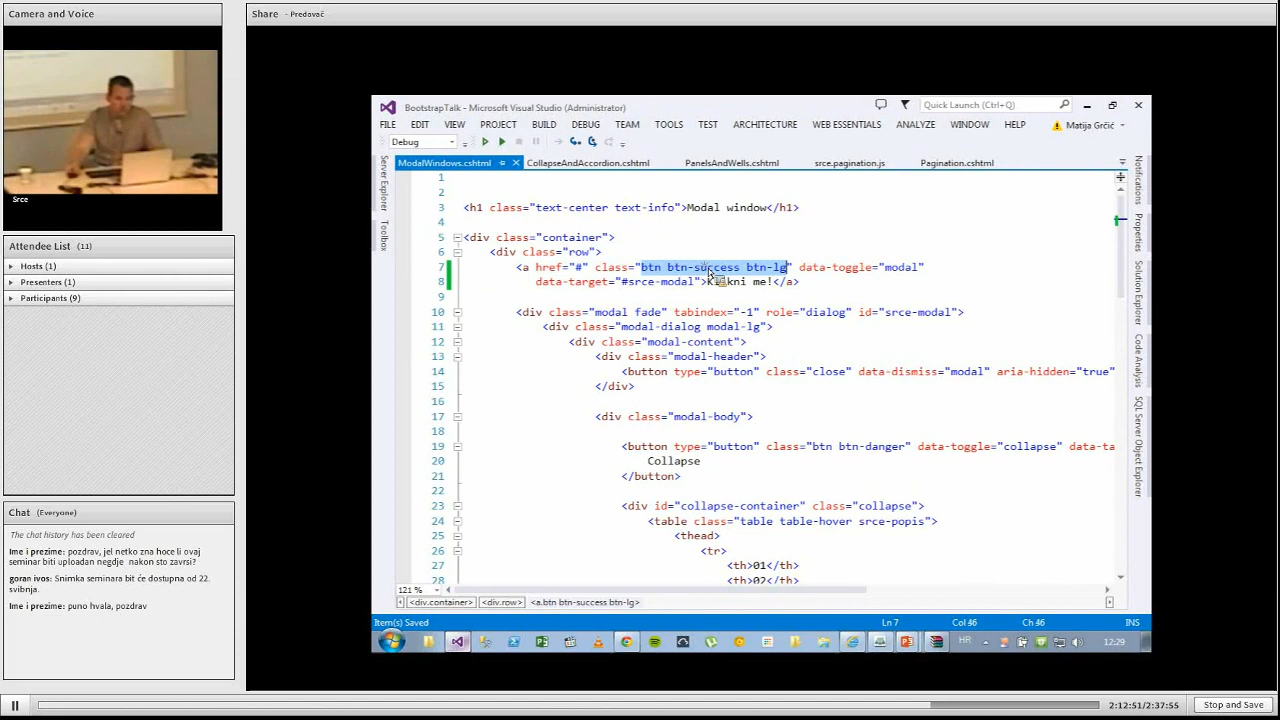 Camera and Voice
Srce
Attendee List (11)
Hosts (1)
Presenters (1)
Participants (9)
Chat (Everyone)
The chat history has been cleared
Ime i prezime: pozdrav, jel netko zna hoce li ovaj
seminar biti uploadan negdje nakon sto zavrsi?
goran ivos: Snimka seminara bit će dostupna od 22.
svibnja.
Ime i prezime: puno hvala, pozdrav
Share - Predavač
BootstrapTalk - Microsoft Visual Studio (Administrator)
Quick Launch (Ctrl+Q)
FILE EDIT VIEW PROJECT BUILD DEBUG TEAM TOOLS TEST ARCHITECTURE WEB ESSENTIALS ANALYZE WINDOW HELP Matija Grčić
Debug
ModalWindows.cshtml CollapseAndAccordion.cshtml PanelsAndWells.cshtml srce.pagination.js Pagination.cshtml
Server Explorer
Toolbox
1
2
3 <h1 class="text-center text-info">Modal window</h1>
4
5 <div class="container">
6 <div class="row">
7 <a href="#" class="btn btn-success btn-lg" data-toggle="modal"
8 data-target="#srce-modal">Klikni me!</a>
9
10 <div class="modal fade" tabindex="-1" role="dialog" id="srce-modal">
11 <div class="modal-dialog modal-lg">
12 <div class="modal-content">
13 <div class="modal-header">
14 <button type="button" class="close" data-dismiss="modal" aria-hidden="true"
15 </div>
16
17 <div class="modal-body">
18
19 <button type="button" class="btn btn-danger" data-toggle="collapse" data-ta
20 Collapse
21 </button>
22
23 <div id="collapse-container" class="collapse">
24 <table class="table table-hover srce-popis">
25 <thead>
26 <tr>
27 <th>01</th>
28 <th>02</th>
Notifications
Properties
Solution Explorer
Code Analysis
SQL Server Object Explorer
121 %
<div.container> <div.row> <a.btn btn-success btn-lg>
Item(s) Saved Ln 7 Col 46 Ch 46 INS
HR 12:29
2:12:51/2:37:55 Stop and Save